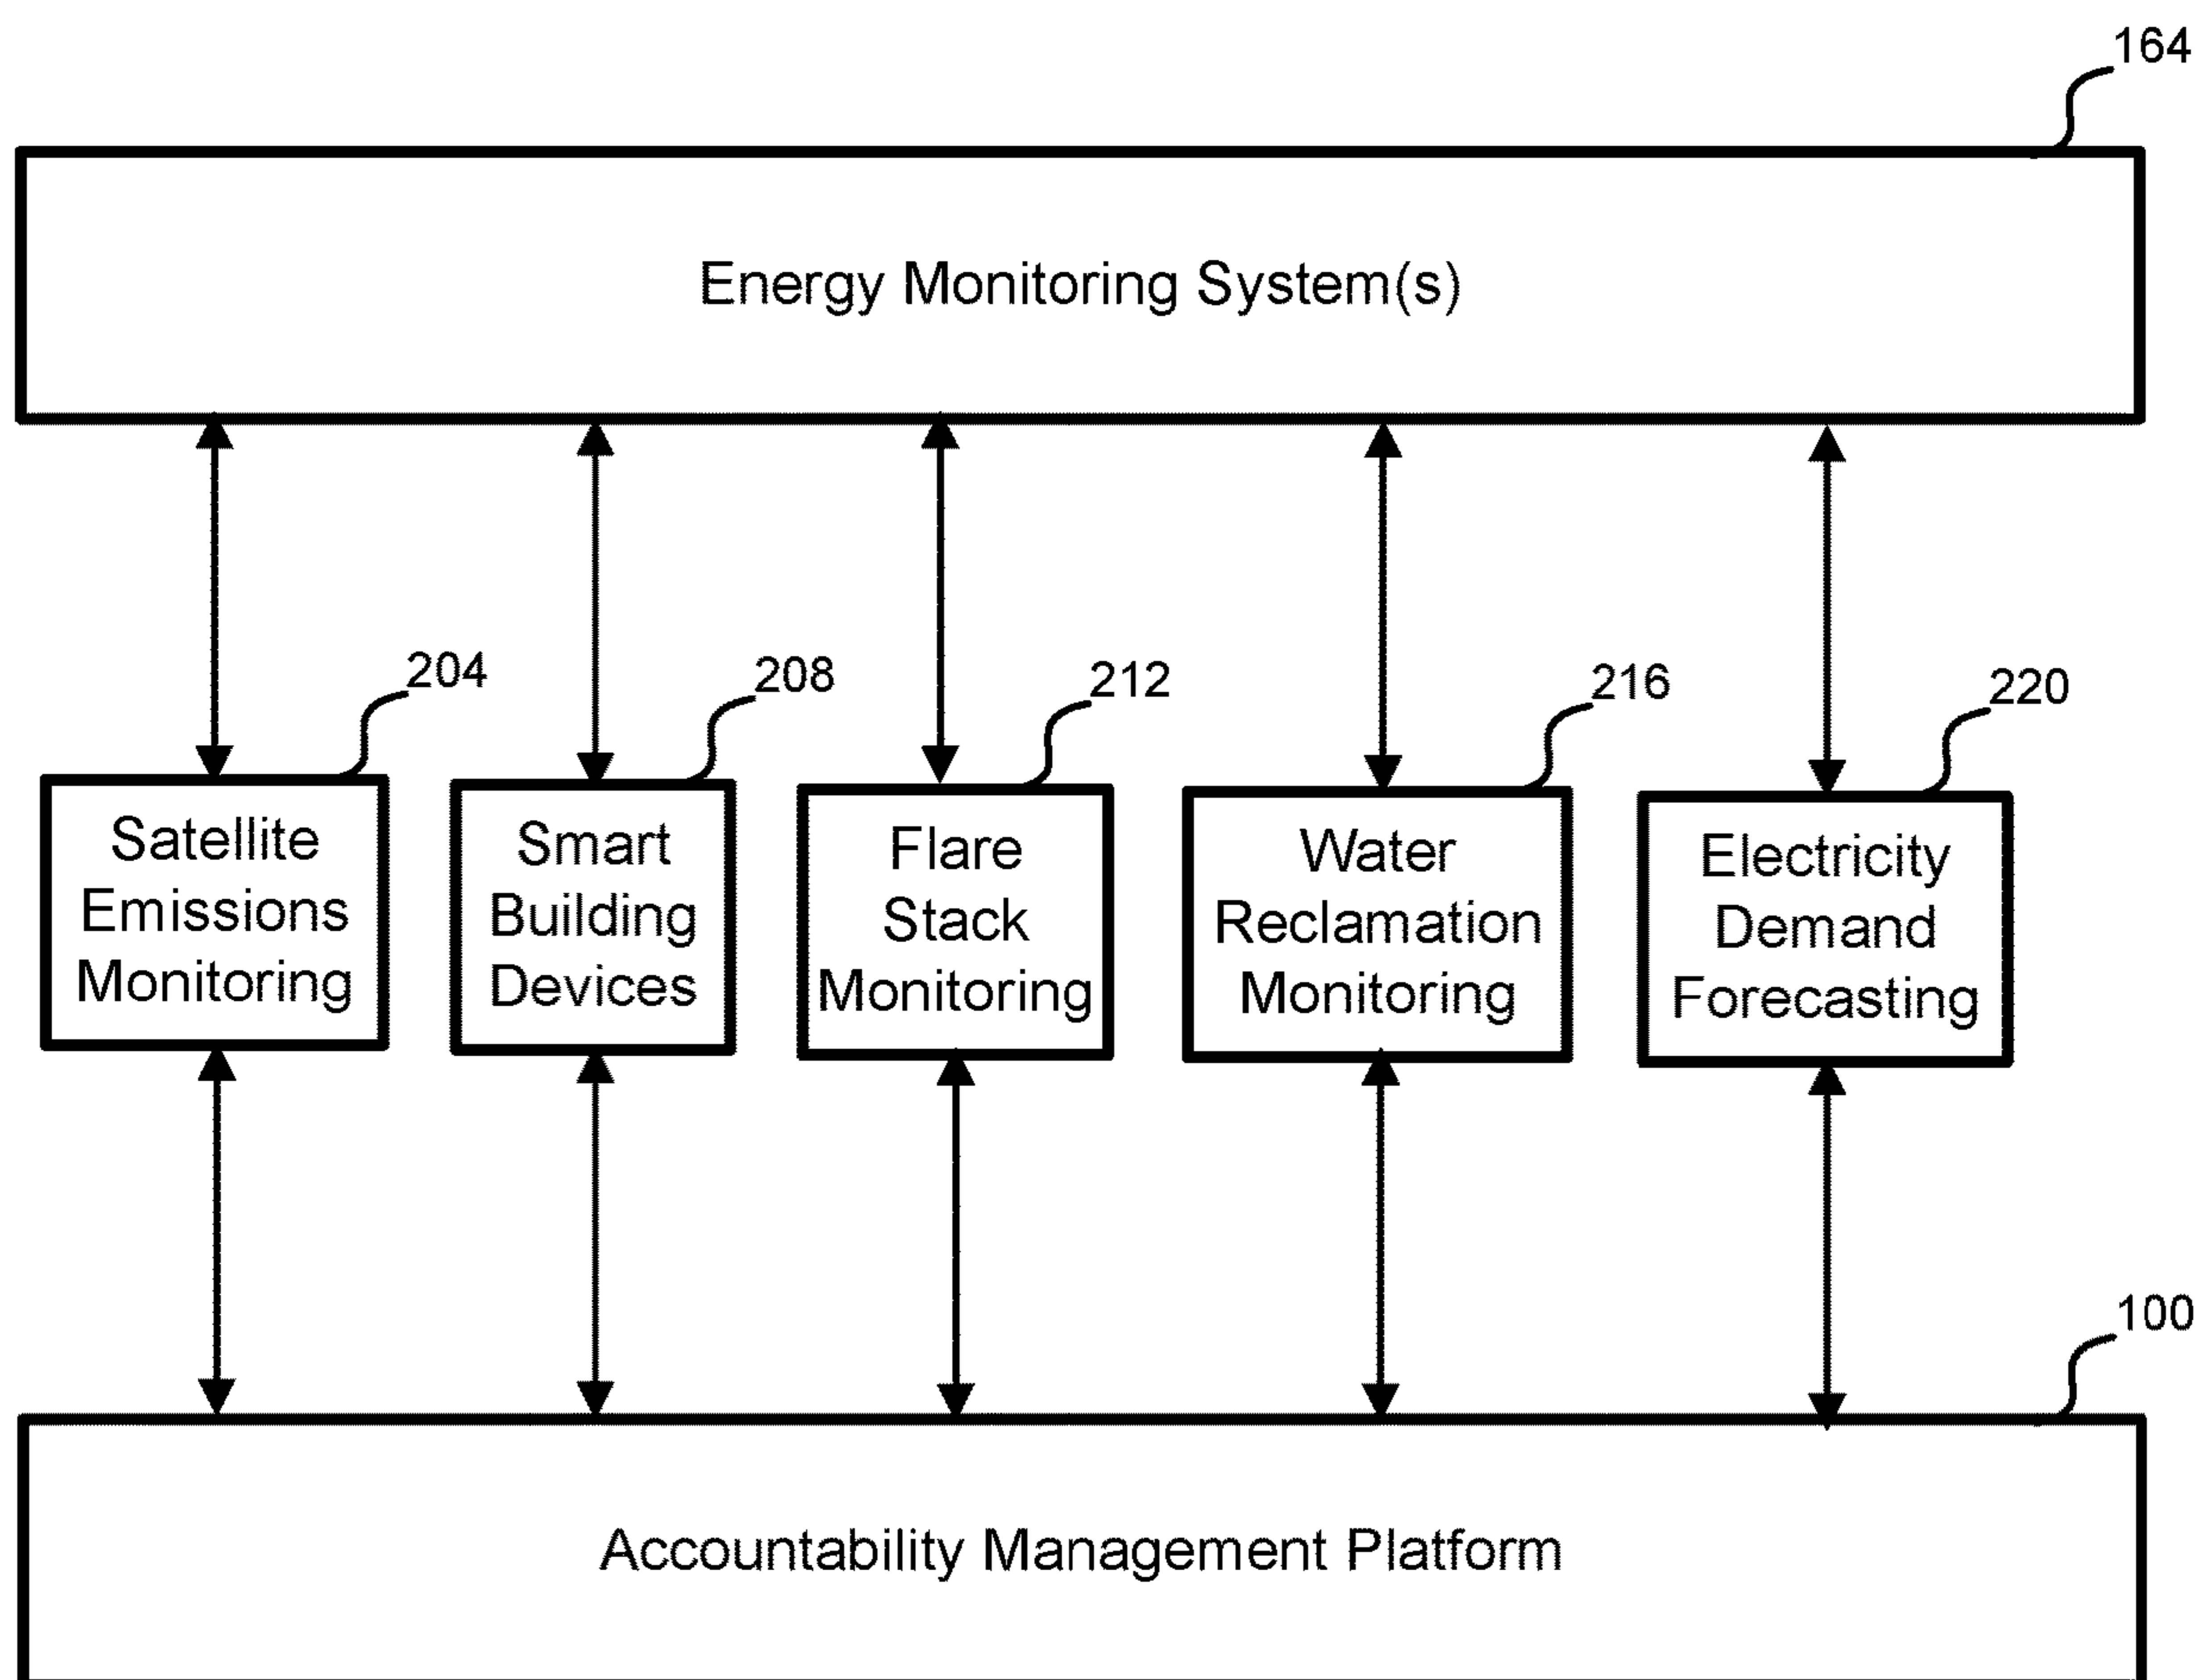 164
Energy Monitoring System(s)
204
208
212
216
220
Satellite
Emissions
Monitoring
Smart
Building
Devices
Flare
Stack
Monitoring
Water
Reclamation
Monitoring
Electricity
Demand
Forecasting
100
Accountability Management Platform